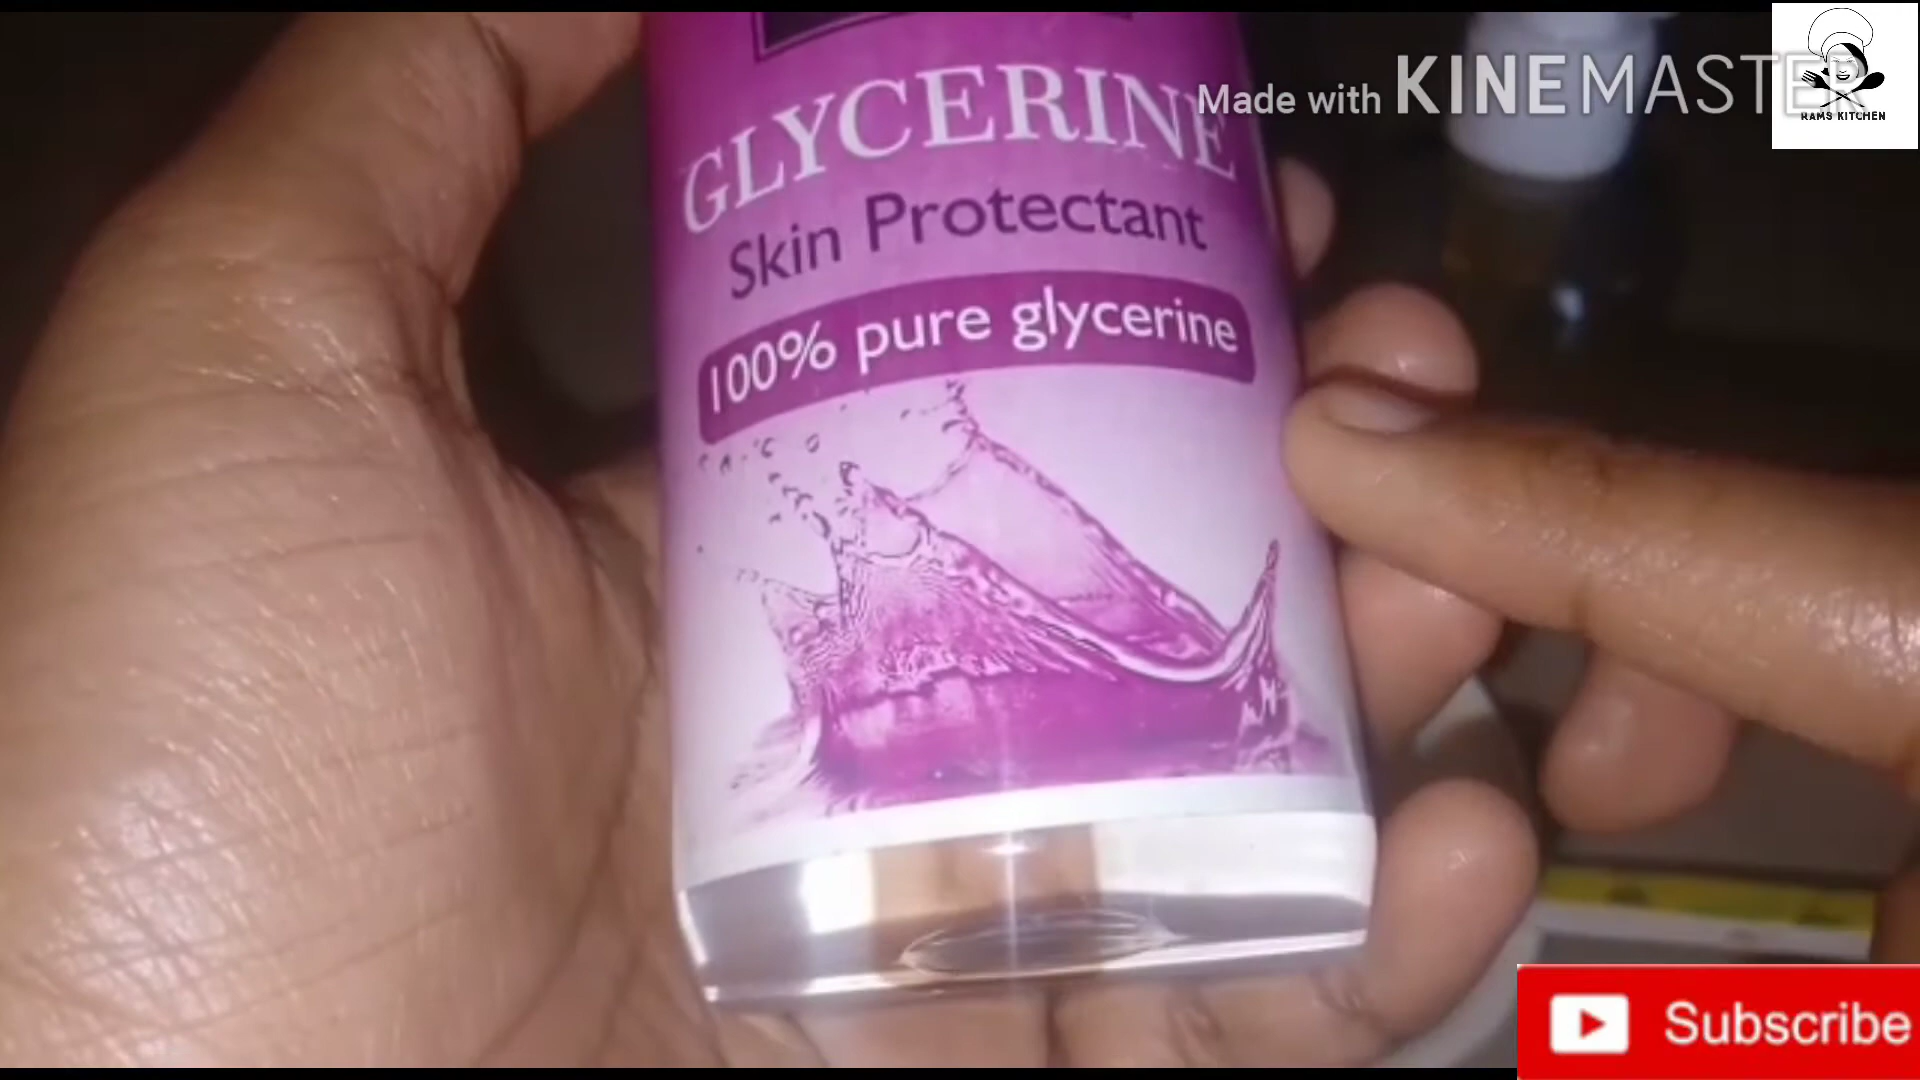 GLYCERINE
Skin Protectant
100% pure glycerine
Made with KINEMASTER
RAMS KITCHEN
Subscribe